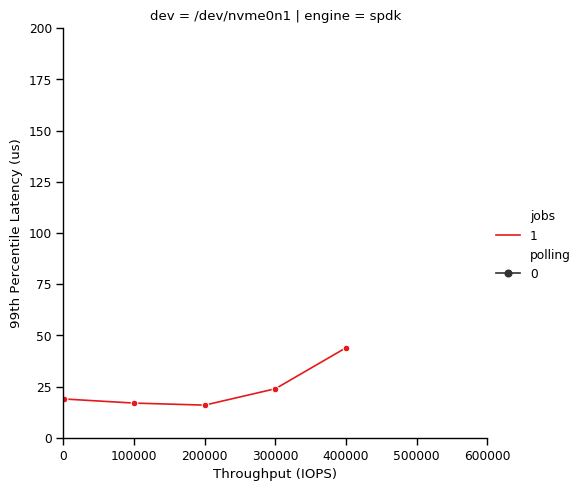 dev = /dev/nvme0n1 | engine = spdk
200
175
150
125
100
75
50
25
0
99th Percentile Latency (us)
0 100000 200000 300000 400000 500000 600000
Throughput (IOPS)
jobs
1
polling
0